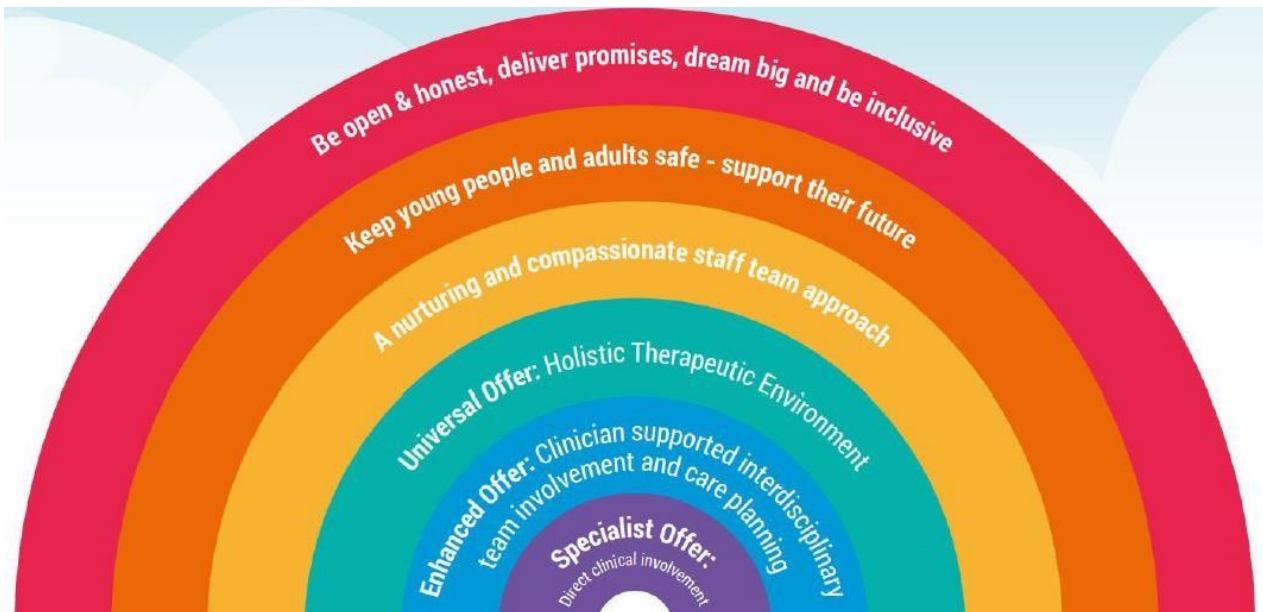 Be open & honest, deliver promises, dream big and be inclusive
Keep young people and adults safe - support their future
A nurturing and compassionate staff team approach
Universal Offer: Holistic Therapeutic Environment
Enhanced Offer: Clinician supported interdisciplinary
team involvement and care planning
Specialist Offer:
Direct clinical involvement